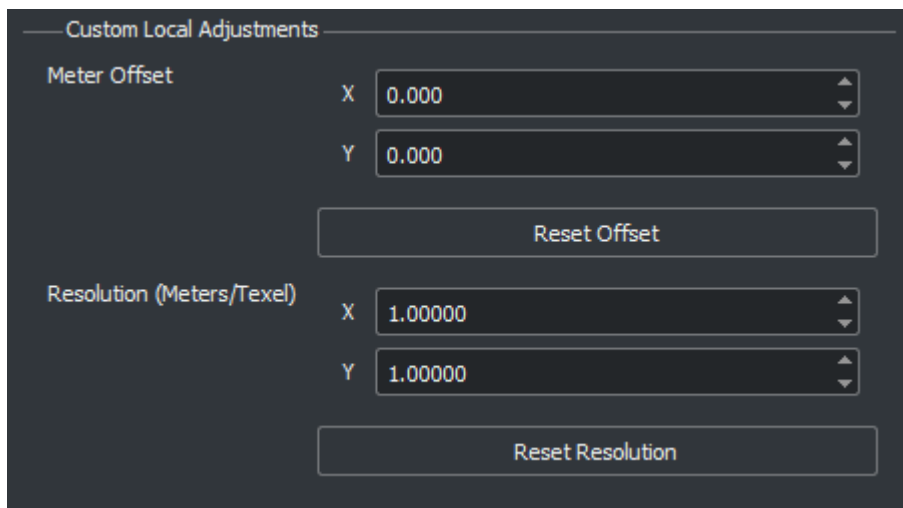 Custom Local Adjustments
Meter Offset
X 0.000
Y 0.000
Reset Offset
Resolution (Meters/Texel)
X 1.00000
Y 1.00000
Reset Resolution